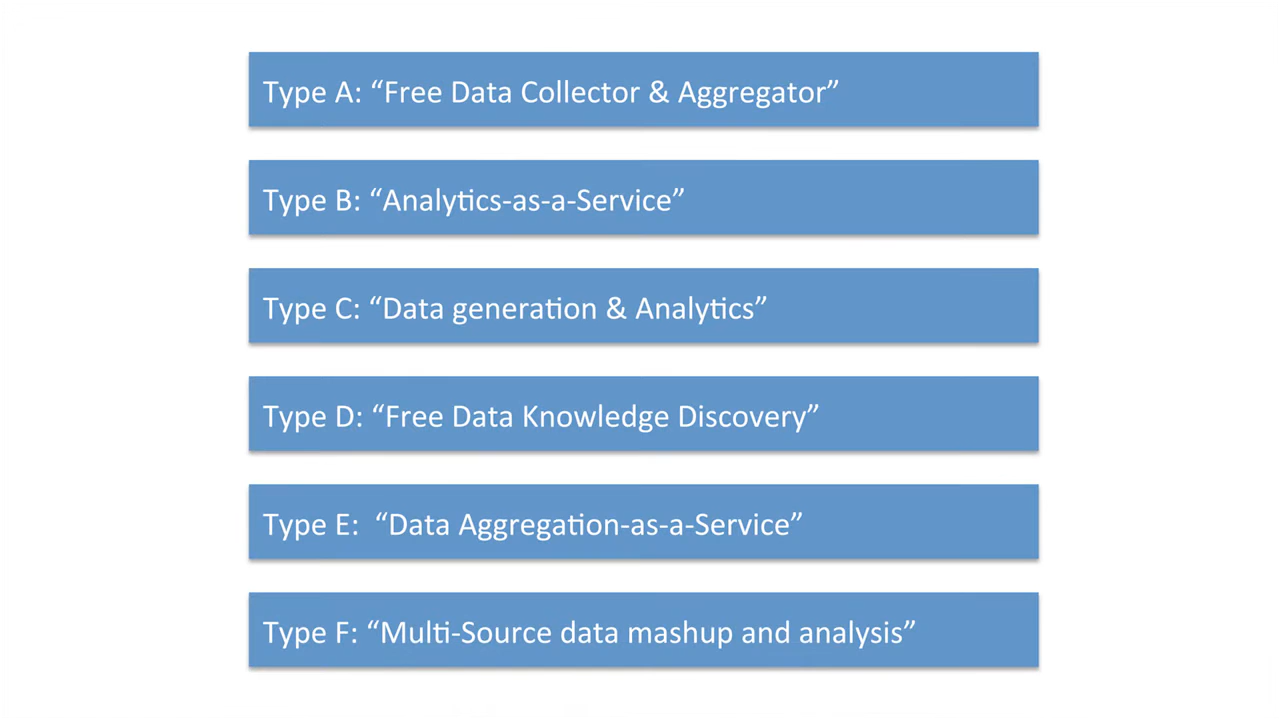 Type A: “Free Data Collector & Aggregator”
Type B: “Analytics-as-a-Service”
Type C: “Data generation & Analytics”
Type D: “Free Data Knowledge Discovery”
Type E:  “Data Aggregation-as-a-Service”
Type F: “Multi-Source data mashup and analysis”